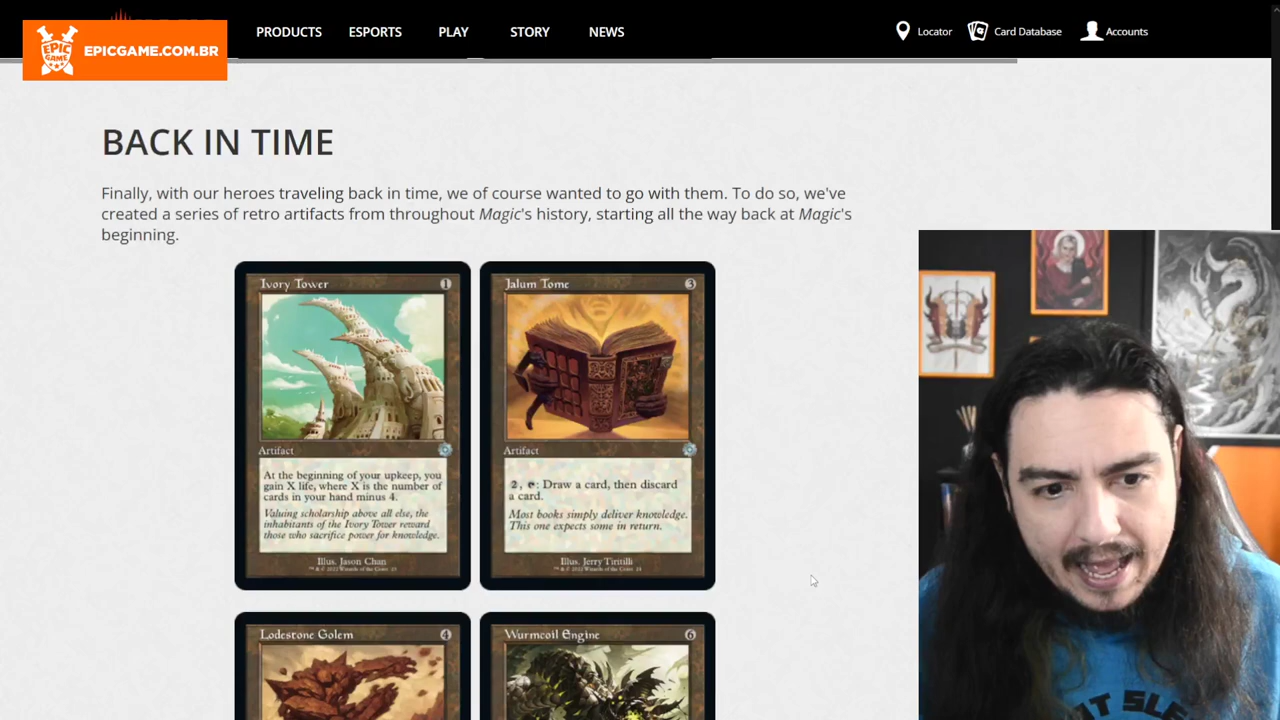 PRODUCTS ESPORTS PLAY STORY NEWS Locator Card Database Accounts
EPIC
GAME
EPICGAME.COM.BR
BACK IN TIME
Finally, with our heroes traveling back in time, we of course wanted to go with them. To do so, we've
created a series of retro artifacts from throughout Magic's history, starting all the way back at Magic's
beginning.
Ivory Tower 1
Artifact
At the beginning of your upkeep, you
gain X life, where X is the number of
cards in your hand minus 4.
Valuing scholarship above all else, the
inhabitants of the Ivory Tower reward
those who sacrifice power for knowledge.
Illus. Jason Chan
Jalum Tome 3
Artifact
2, T: Draw a card, then discard
a card.
Most books simply deliver knowledge.
This one expects some in return.
Illus. Jerry Tiritilli
Lodestone Golem 4
Wurmcoil Engine 6